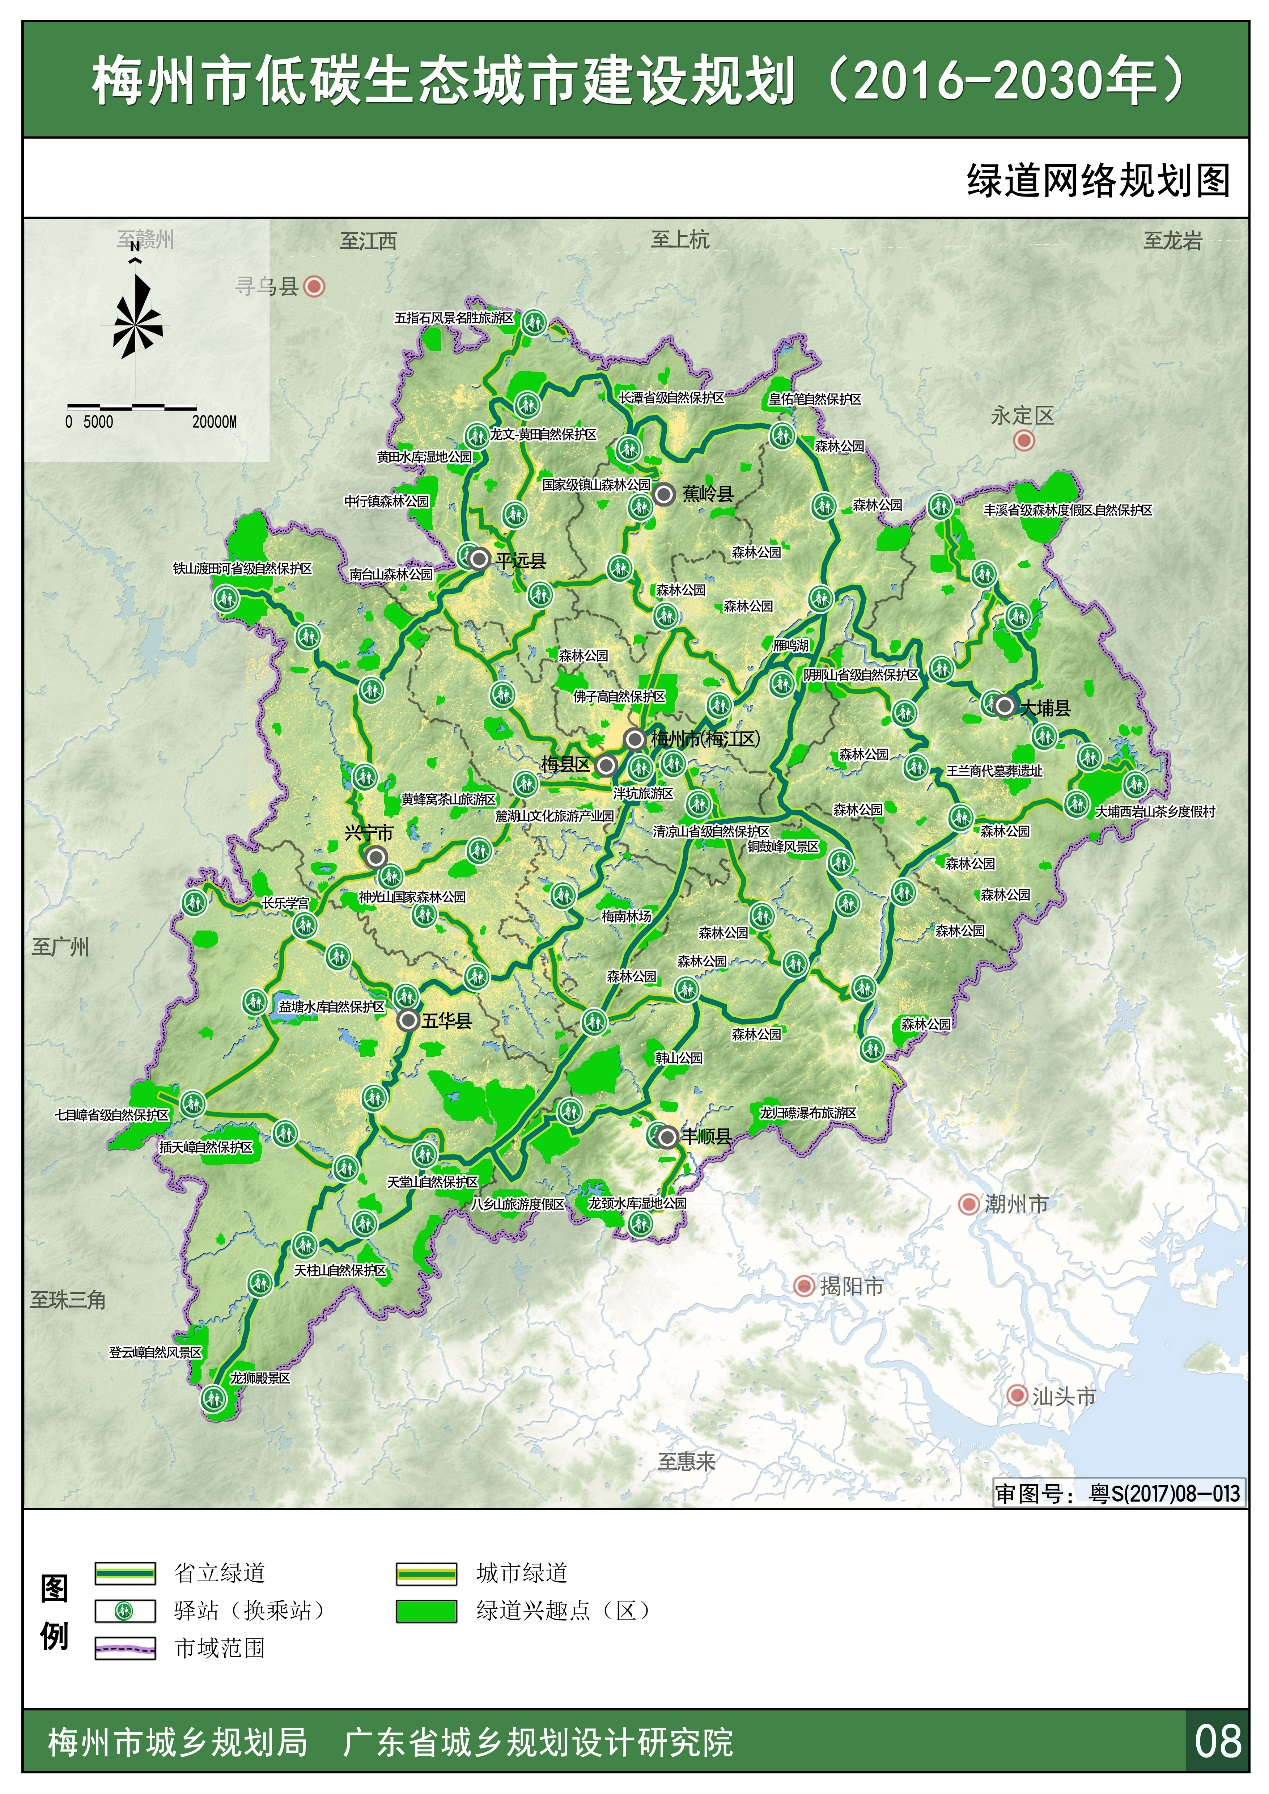 梅州市低碳生态城市建设规划（2016-2030年）
绿道网络规划图
至赣州
至江西
至上杭
至龙岩
N
寻乌县
0 5000 20000M
五指石风景名胜旅游区
长潭省级自然保护区
皇佑笔自然保护区
永定区
龙文-黄田自然保护区
森林公园
黄田水库湿地公园
国家级镇山森林公园
蕉岭县
中行镇森林公园
森林公园
丰溪省级森林度假区,自然保护区
森林公园
平远县
铁山渡田河省级自然保护区
南台山森林公园
森林公园
森林公园
雁鸣湖
森林公园
阴那山省级自然保护区
佛子高自然保护区
大埔县
梅州市(梅江区)
梅县区
森林公园
王兰商代墓葬遗址
泮坑旅游区
黄蜂窝茶山旅游区
麓湖山文化旅游产业园
森林公园
大埔西岩山茶乡度假村
兴宁市
清凉山省级自然保护区
森林公园
铜鼓峰风景区
森林公园
神光山国家森林公园
森林公园
长乐学宫
梅南林场
森林公园
森林公园
至广州
森林公园
森林公园
益塘水库自然保护区
五华县
森林公园
森林公园
韩山公园
七目嶂省级自然保护区
龙归磜瀑布旅游区
丰顺县
插天嶂自然保护区
天堂山自然保护区
八乡山旅游度假区
龙颈水库湿地公园
潮州市
天柱山自然保护区
揭阳市
至珠三角
登云嶂自然风景区
龙狮殿景区
汕头市
至惠来
审图号：粤S(2017)08-013
图例
省立绿道
城市绿道
驿站（换乘站）
绿道兴趣点（区）
市域范围
梅州市城乡规划局 广东省城乡规划设计研究院
08